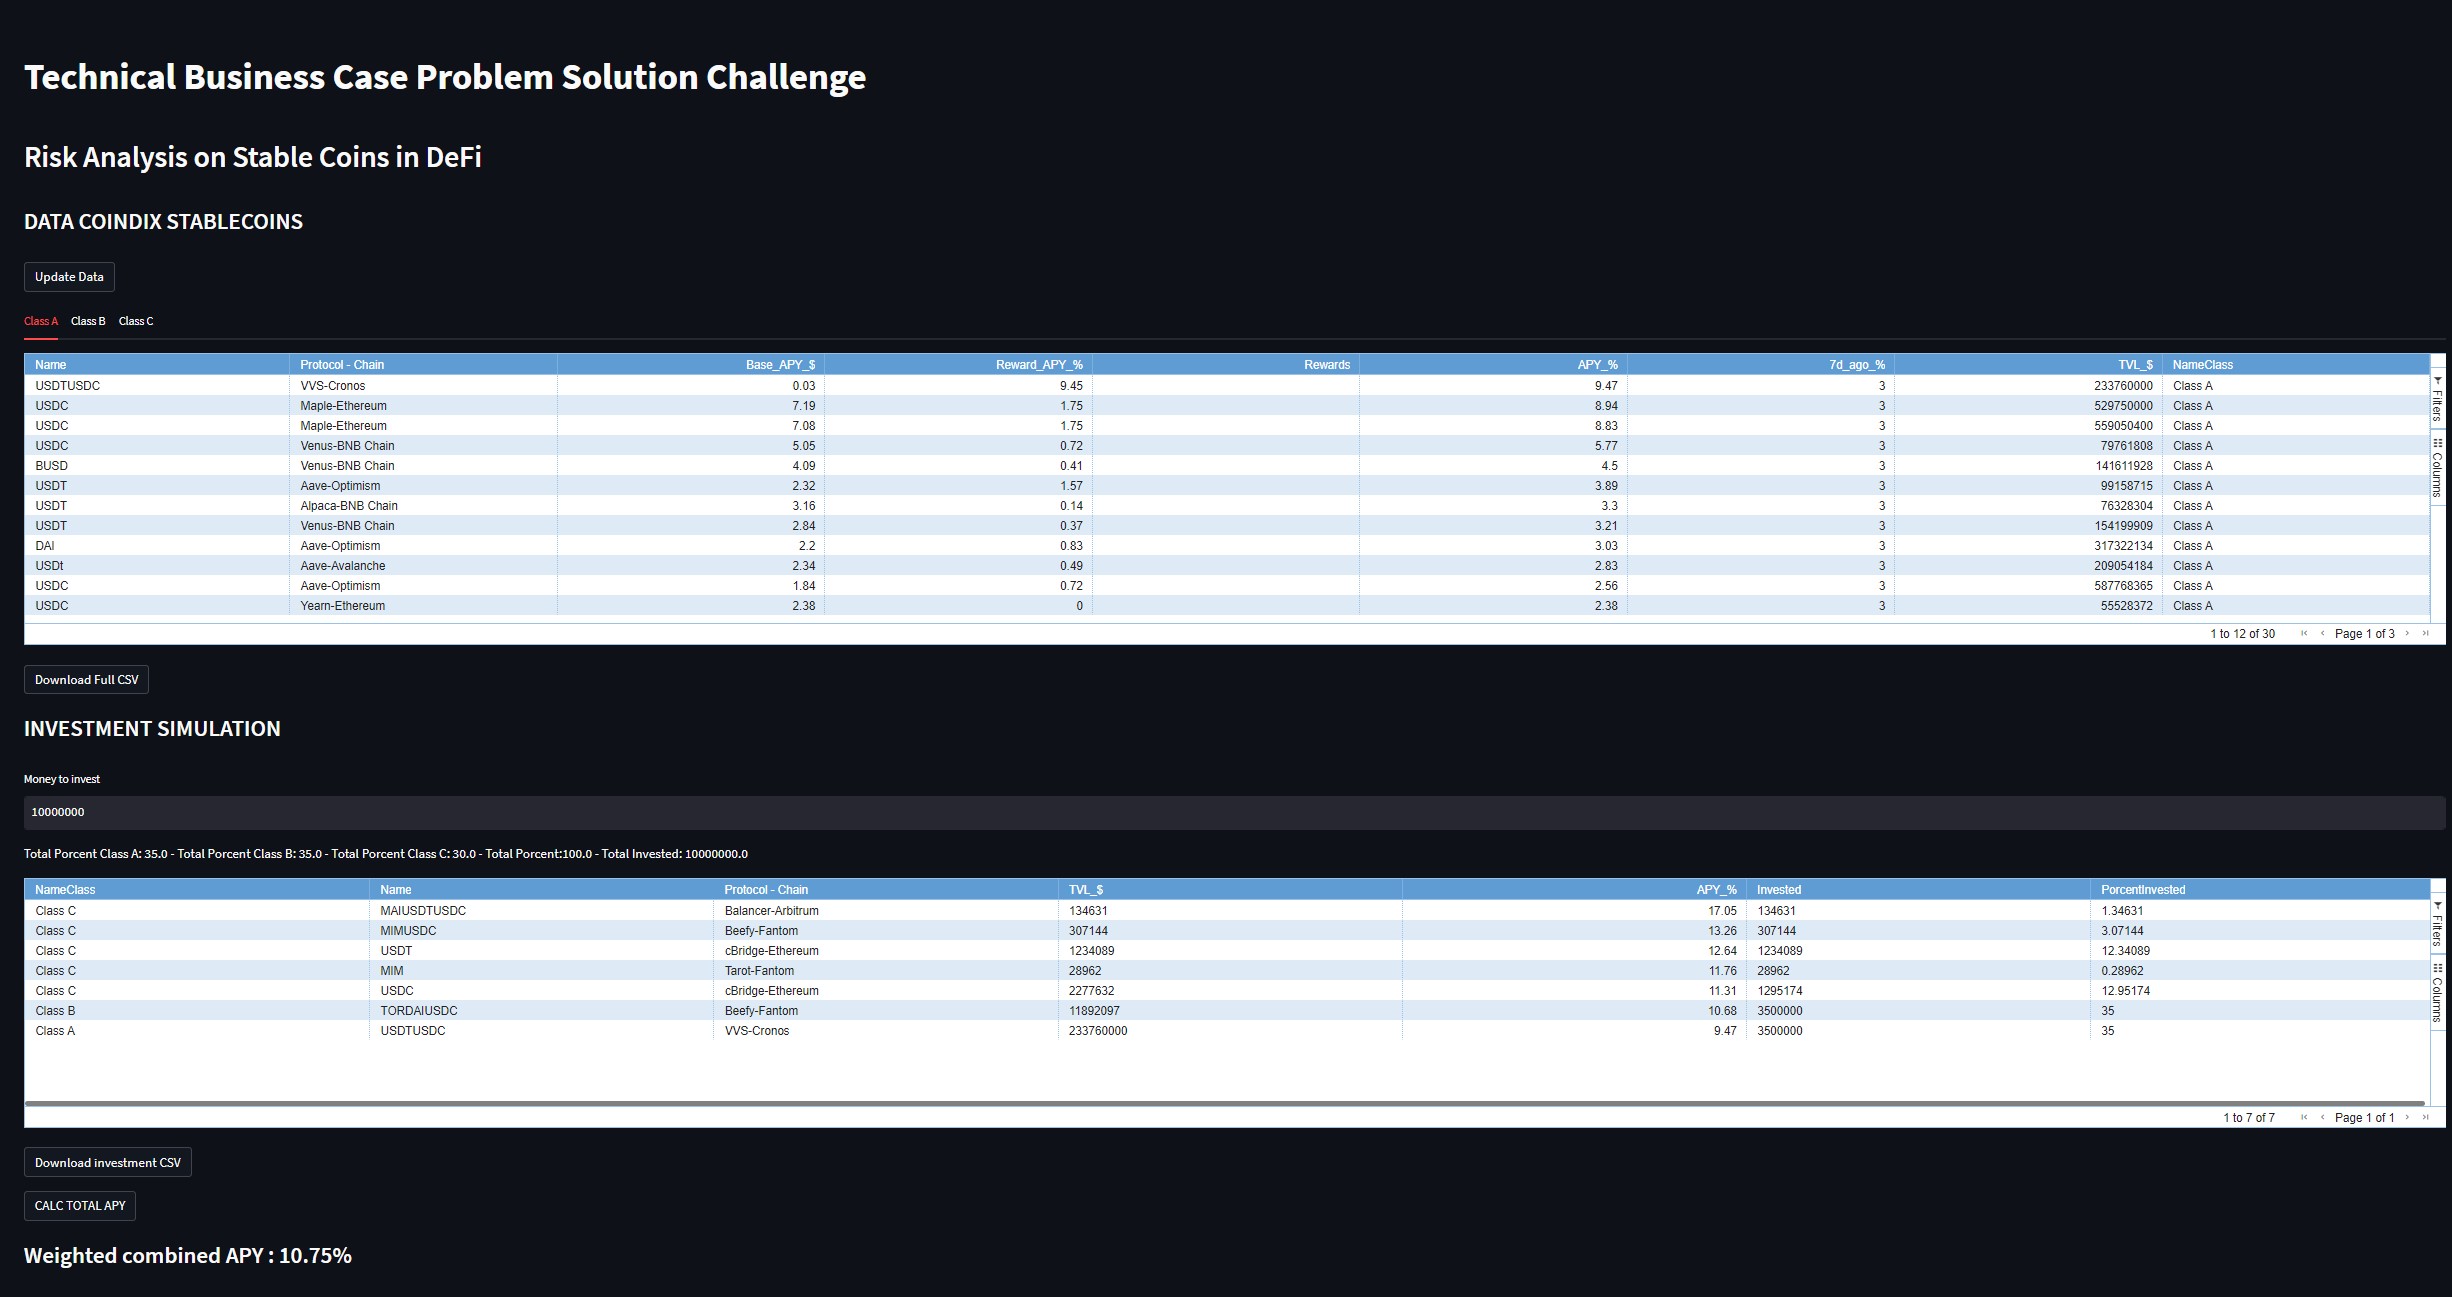 Technical Business Case Problem Solution Challenge
Risk Analysis on Stable Coins in DeFi
DATA COINDIX STABLECOINS
Update Data
Class A Class B Class C
Name Protocol - Chain Base_APY_$ Reward_APY_% Rewards APY_% 7d_ago_% TVL_$ NameClass
USDTUSDC VVS-Cronos 0.03 9.45 9.47 3 233760000 Class A
USDC Maple-Ethereum 7.19 1.75 8.94 3 529750000 Class A
USDC Maple-Ethereum 7.08 1.75 8.83 3 559050400 Class A
USDC Venus-BNB Chain 5.05 0.72 5.77 3 79761808 Class A
BUSD Venus-BNB Chain 4.09 0.41 4.5 3 141611928 Class A
USDT Aave-Optimism 2.32 1.57 3.89 3 99158715 Class A
USDT Alpaca-BNB Chain 3.16 0.14 3.3 3 76328304 Class A
USDT Venus-BNB Chain 2.84 0.37 3.21 3 154199909 Class A
DAI Aave-Optimism 2.2 0.83 3.03 3 317322134 Class A
USDt Aave-Avalanche 2.34 0.49 2.83 3 209054184 Class A
USDC Aave-Optimism 1.84 0.72 2.56 3 587768365 Class A
USDC Yearn-Ethereum 2.38 0 2.38 3 55528372 Class A
Filters
Columns
1 to 12 of 30 Page 1 of 3
Download Full CSV
INVESTMENT SIMULATION
Money to invest
10000000
Total Porcent Class A: 35.0 - Total Porcent Class B: 35.0 - Total Porcent Class C: 30.0 - Total Porcent:100.0 - Total Invested: 10000000.0
NameClass Name Protocol - Chain TVL_$ APY_% Invested PorcentInvested
Class C MAIUSDTUSDC Balancer-Arbitrum 134631 17.05 134631 1.34631
Class C MIMUSDC Beefy-Fantom 307144 13.26 307144 3.07144
Class C USDT cBridge-Ethereum 1234089 12.64 1234089 12.34089
Class C MIM Tarot-Fantom 28962 11.76 28962 0.28962
Class C USDC cBridge-Ethereum 2277632 11.31 1295174 12.95174
Class B TORDAIUSDC Beefy-Fantom 11892097 10.68 3500000 35
Class A USDTUSDC VVS-Cronos 233760000 9.47 3500000 35
Filters
Columns
1 to 7 of 7 Page 1 of 1
Download investment CSV
CALC TOTAL APY
Weighted combined APY : 10.75%